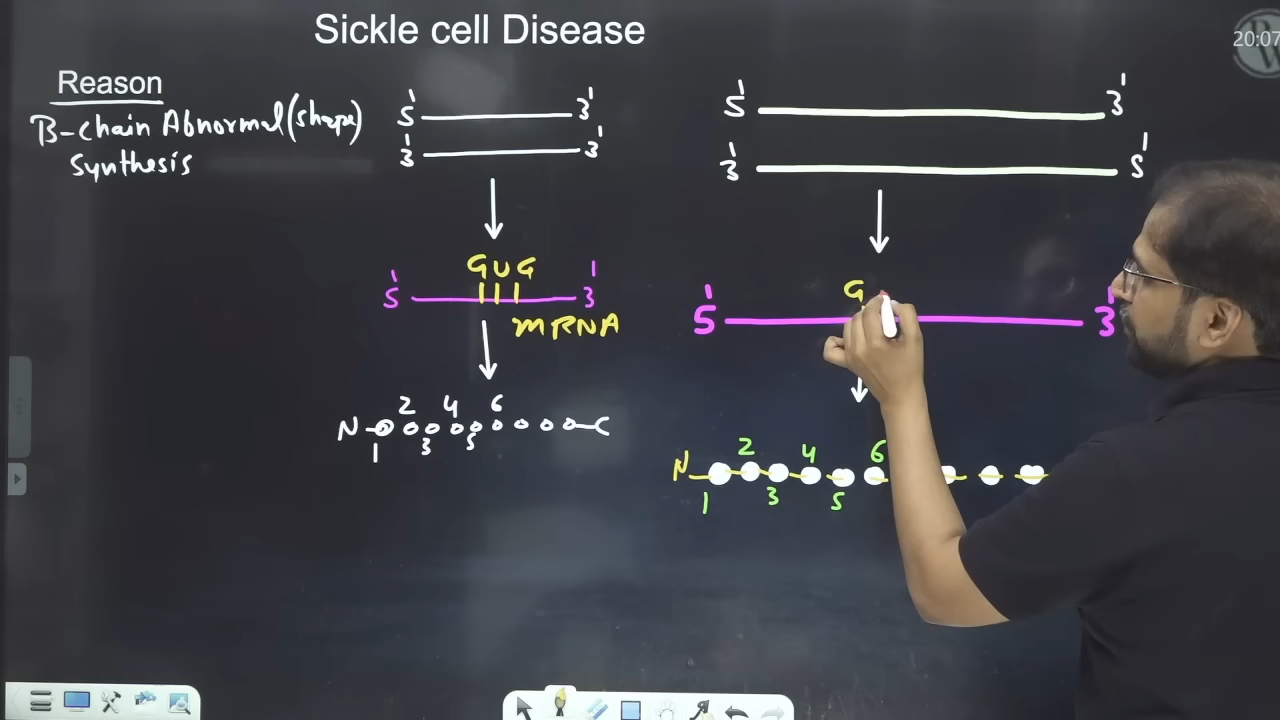 Sickle cell Disease
20:07
Reason
B-chain Abnormal (shape)
synthesis
5' 3'
3' 3'
5' 3'
3' 5'
GUG
5' 3'
mRNA
G
5' 3'
2 4 6
N C
1 3 5
2 4 6
N
1 3 5